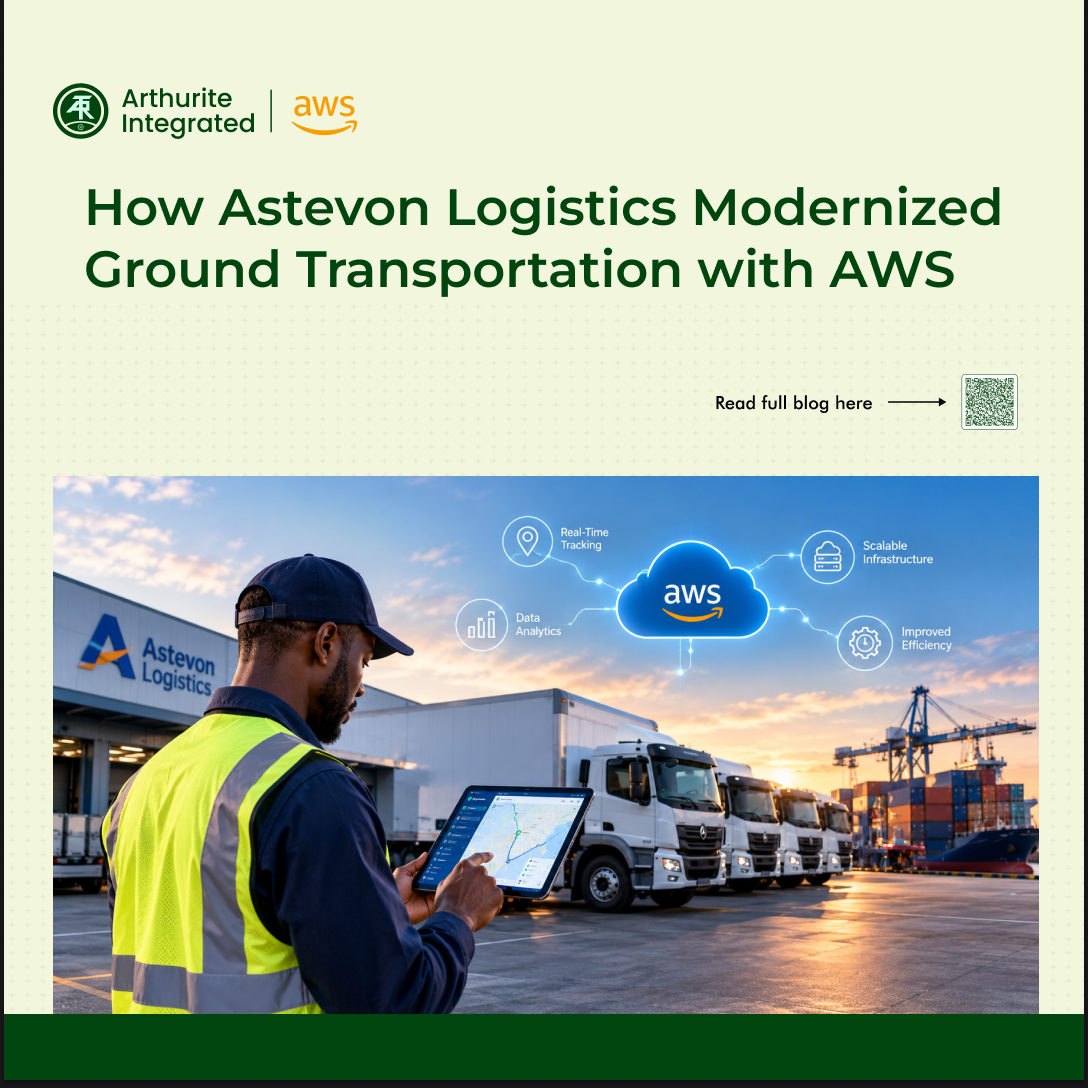 Arthurite
Integrated
aws
How Astevon Logistics Modernized
Ground Transportation with AWS
Read full blog here
Real-Time
Tracking
Scalable
Infrastructure
aws
Data
Analytics
Improved
Efficiency
Astevon
Logistics